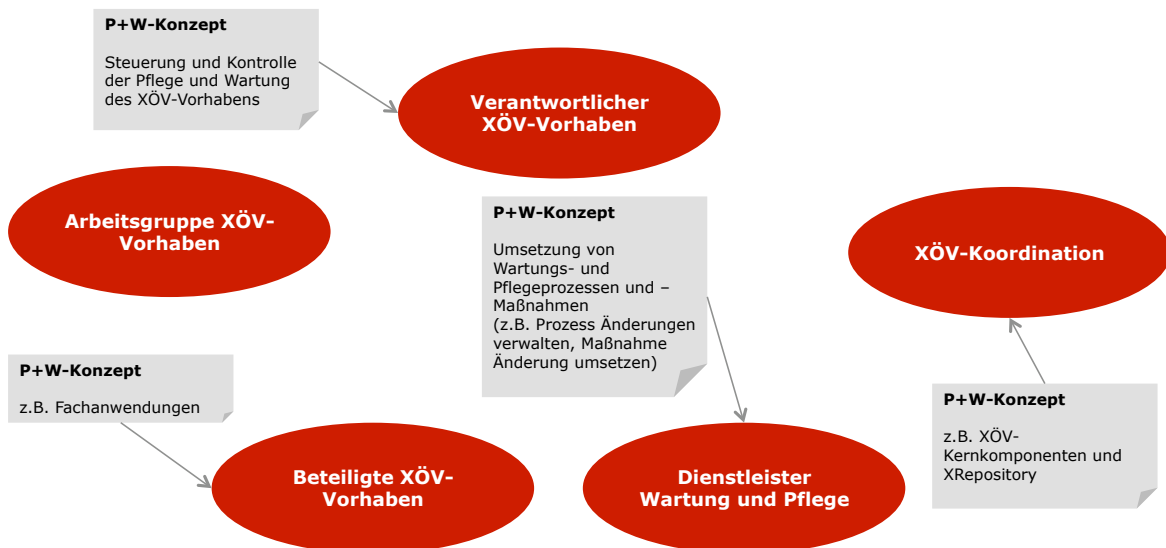 P+W-Konzept
Steuerung und Kontrolle
der Pflege und Wartung
des XÖV-Vorhabens
Verantwortlicher
XÖV-Vorhaben
Arbeitsgruppe XÖV-
Vorhaben
P+W-Konzept
Umsetzung von
Wartungs- und
Pflegeprozessen und –
Maßnahmen
(z.B. Prozess Änderungen
verwalten, Maßnahme
Änderung umsetzen)
XÖV-Koordination
P+W-Konzept
z.B. Fachanwendungen
P+W-Konzept
z.B. XÖV-
Kernkomponenten und
XRepository
Beteiligte XÖV-
Vorhaben
Dienstleister
Wartung und Pflege